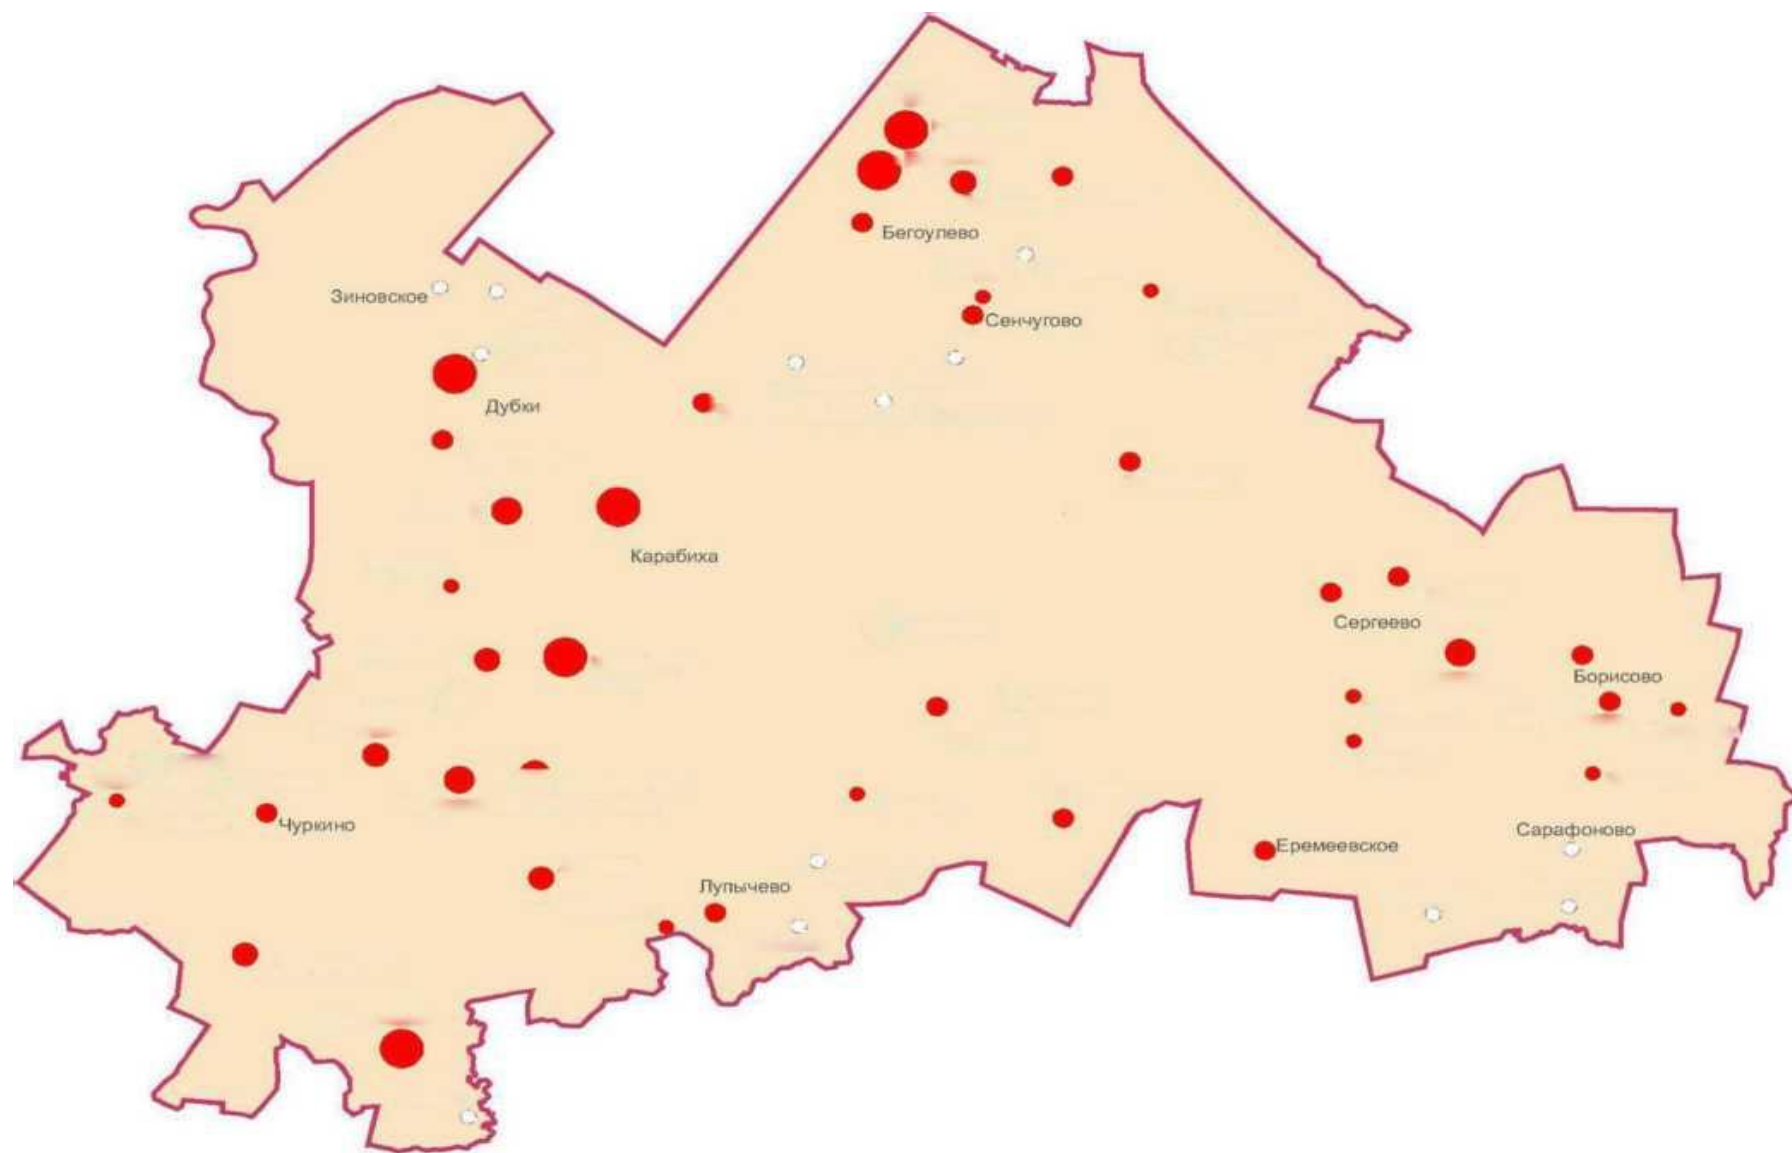 Бегоулево
Зиновское
Сенчугово
Дубки
Карабиха
Сергеево
Борисово
Чуркино
Сарафоново
Еремеевское
Лупычево